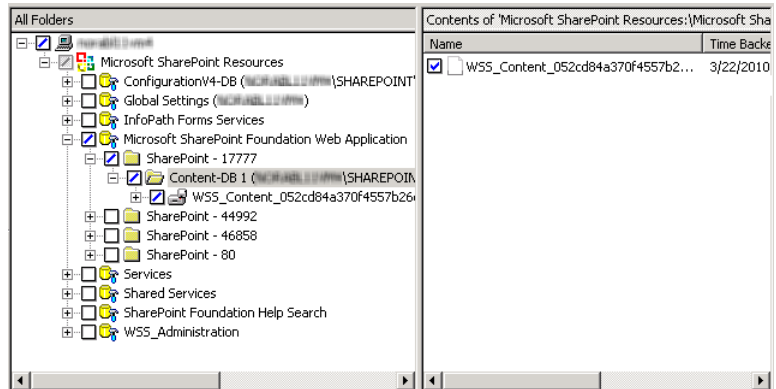 All Folders
Microsoft SharePoint Resources
ConfigurationV4-DB ( \SHAREPOINT
Global Settings ( )
InfoPath Forms Services
Microsoft SharePoint Foundation Web Application
SharePoint - 17777
Content-DB 1 ( \SHAREPOIN
WSS_Content_052cd84a370f4557b26
SharePoint - 44992
SharePoint - 46858
SharePoint - 80
Services
Shared Services
SharePoint Foundation Help Search
WSS_Administration
Contents of 'Microsoft SharePoint Resources:\Microsoft Sha
Name Time Backe
WSS_Content_052cd84a370f4557b2... 3/22/2010